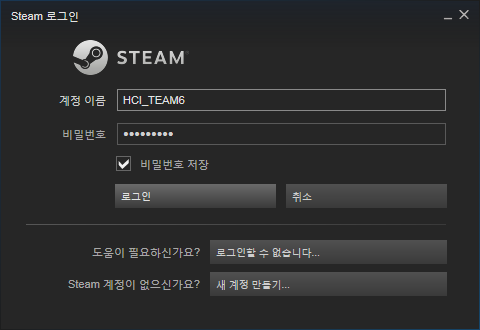 Steam 로그인
STEAM®
계정 이름 HCI_TEAM6
비밀번호 •••••••••
비밀번호 저장
로그인 취소
도움이 필요하신가요? 로그인할 수 없습니다...
Steam 계정이 없으신가요? 새 계정 만들기...